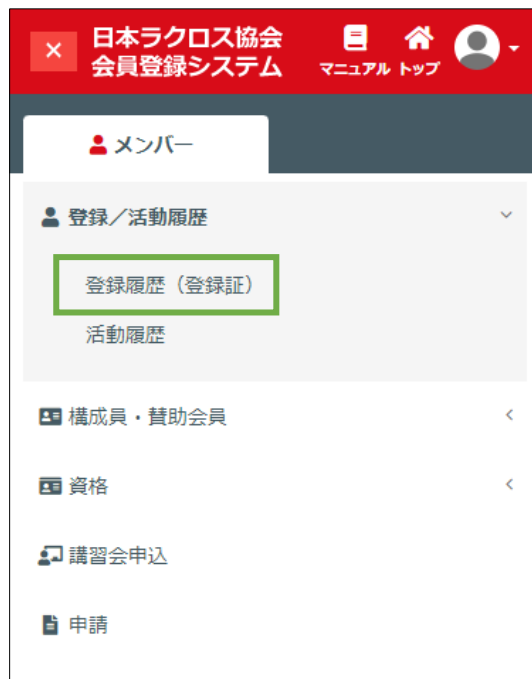 日本ラクロス協会
会員登録システム
マニュアル トップ
メンバー
登録／活動履歴
登録履歴（登録証）
活動履歴
構成員・賛助会員
資格
講習会申込
申請